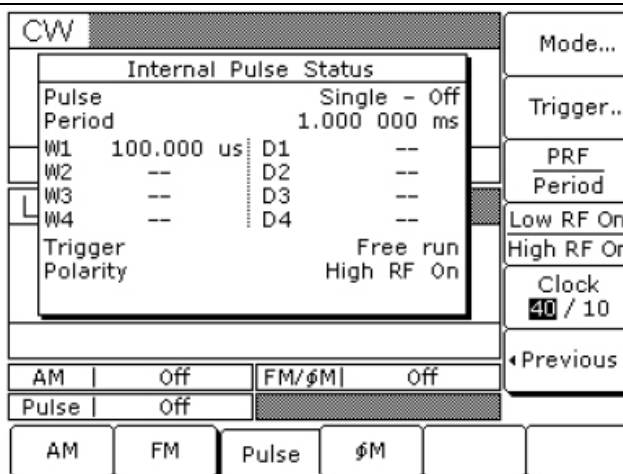 CW
Internal Pulse Status
Pulse Single - Off
Period 1.000 000 ms
W1 100.000 us D1 --
W2 -- D2 --
W3 -- D3 --
W4 -- D4 --
Trigger Free run
Polarity High RF On
L
AM Off FM/ϕM Off
Pulse Off
AM FM Pulse ϕM
Mode...
Trigger..
PRF
Period
Low RF On
High RF On
Clock
40 / 10
Previous